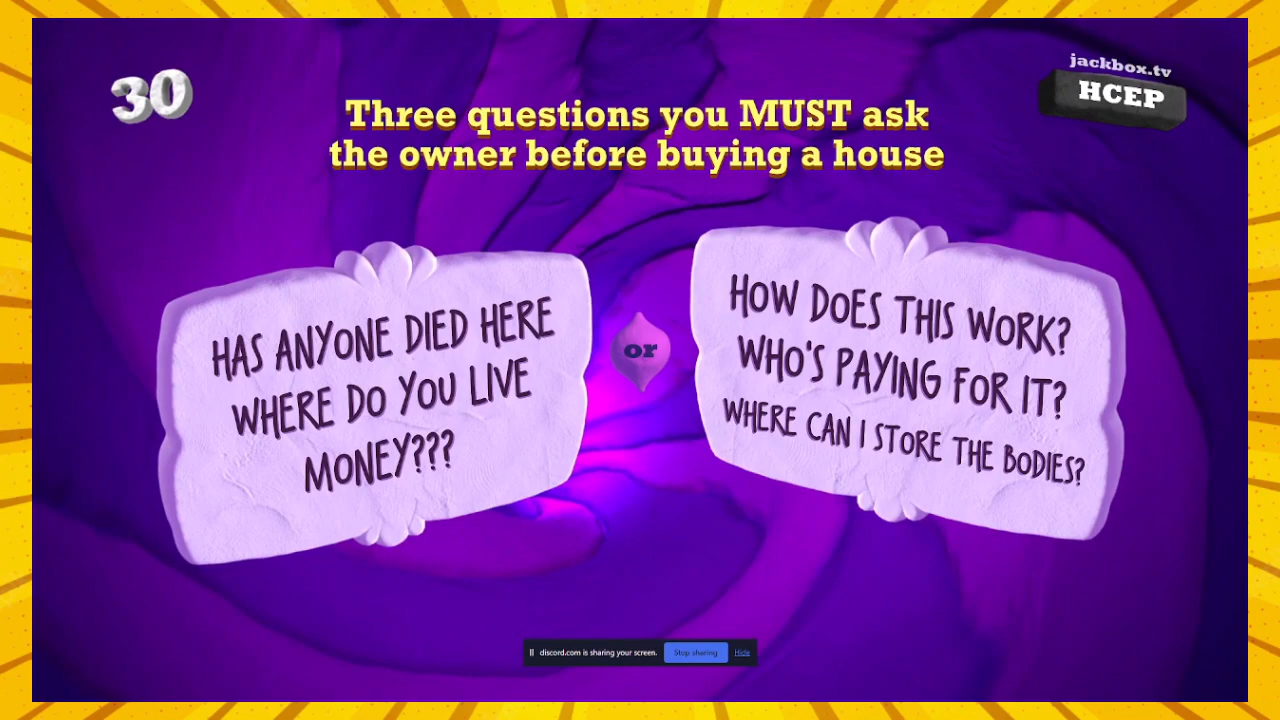 30
jackbox.tv
HCEP
Three questions you MUST ask
the owner before buying a house
HAS ANYONE DIED HERE
WHERE DO YOU LIVE
MONEY???
or
HOW DOES THIS WORK?
WHO'S PAYING FOR IT?
WHERE CAN I STORE THE BODIES?
discord.com is sharing your screen.
Stop sharing
Hide